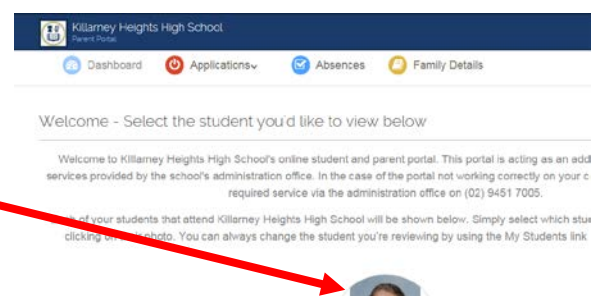 Killarney Heights High School
Parent Portal
Dashboard Applications Absences Family Details
Welcome - Select the student you'd like to view below
Welcome to Killarney Heights High School's online student and parent portal. This portal is acting as an
services provided by the school's administration office. In the case of the portal not working correctly on your
required service via the administration office on (02) 9451 7005.
of your students that attend Killarney Heights High School will be shown below. Simply select which
clicking on photo. You can always change the student you're reviewing by using the My Students link